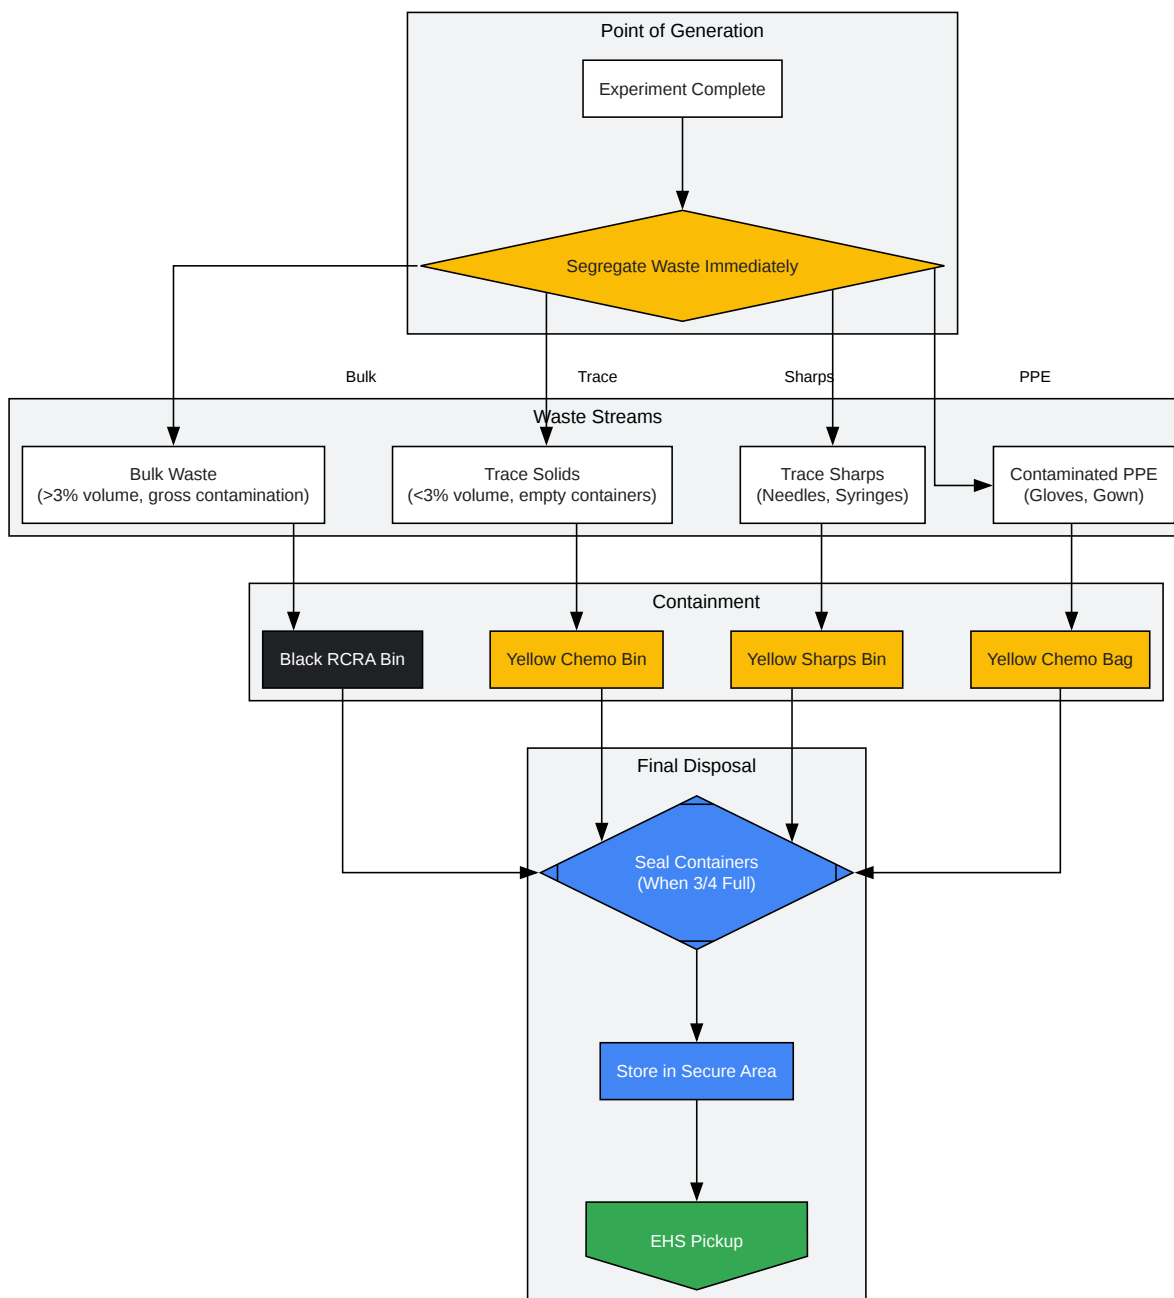 Point of Generation
Experiment Complete
Segregate Waste Immediately
Bulk
Trace
Sharps
PPE
Waste Streams
Bulk Waste
(>3% volume, gross contamination)
Trace Solids
(<3% volume, empty containers)
Trace Sharps
(Needles, Syringes)
Contaminated PPE
(Gloves, Gown)
Containment
Black RCRA Bin
Yellow Chemo Bin
Yellow Sharps Bin
Yellow Chemo Bag
Final Disposal
Seal Containers
(When 3/4 Full)
Store in Secure Area
EHS Pickup